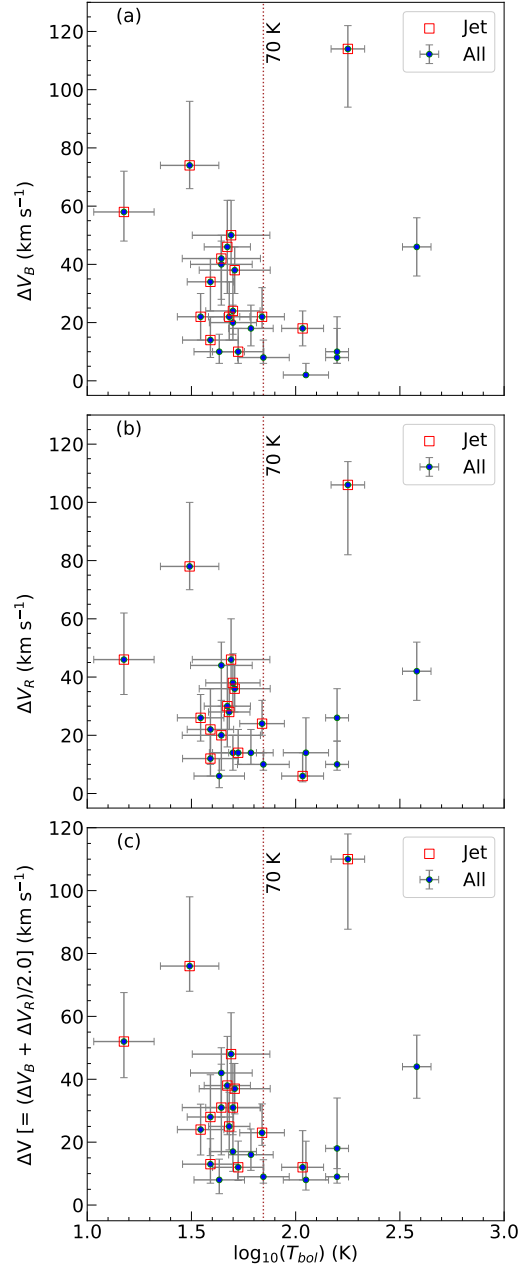 (a)
70 K
Jet
All
120
100
80
60
40
20
0
ΔV_B (km s⁻¹)
(b)
70 K
Jet
All
120
100
80
60
40
20
0
ΔV_R (km s⁻¹)
(c)
70 K
Jet
All
120
100
80
60
40
20
0
ΔV [= (ΔV_B + ΔV_R)/2.0] (km s⁻¹)
1.0 1.5 2.0 2.5 3.0
log₁₀(T_bol) (K)